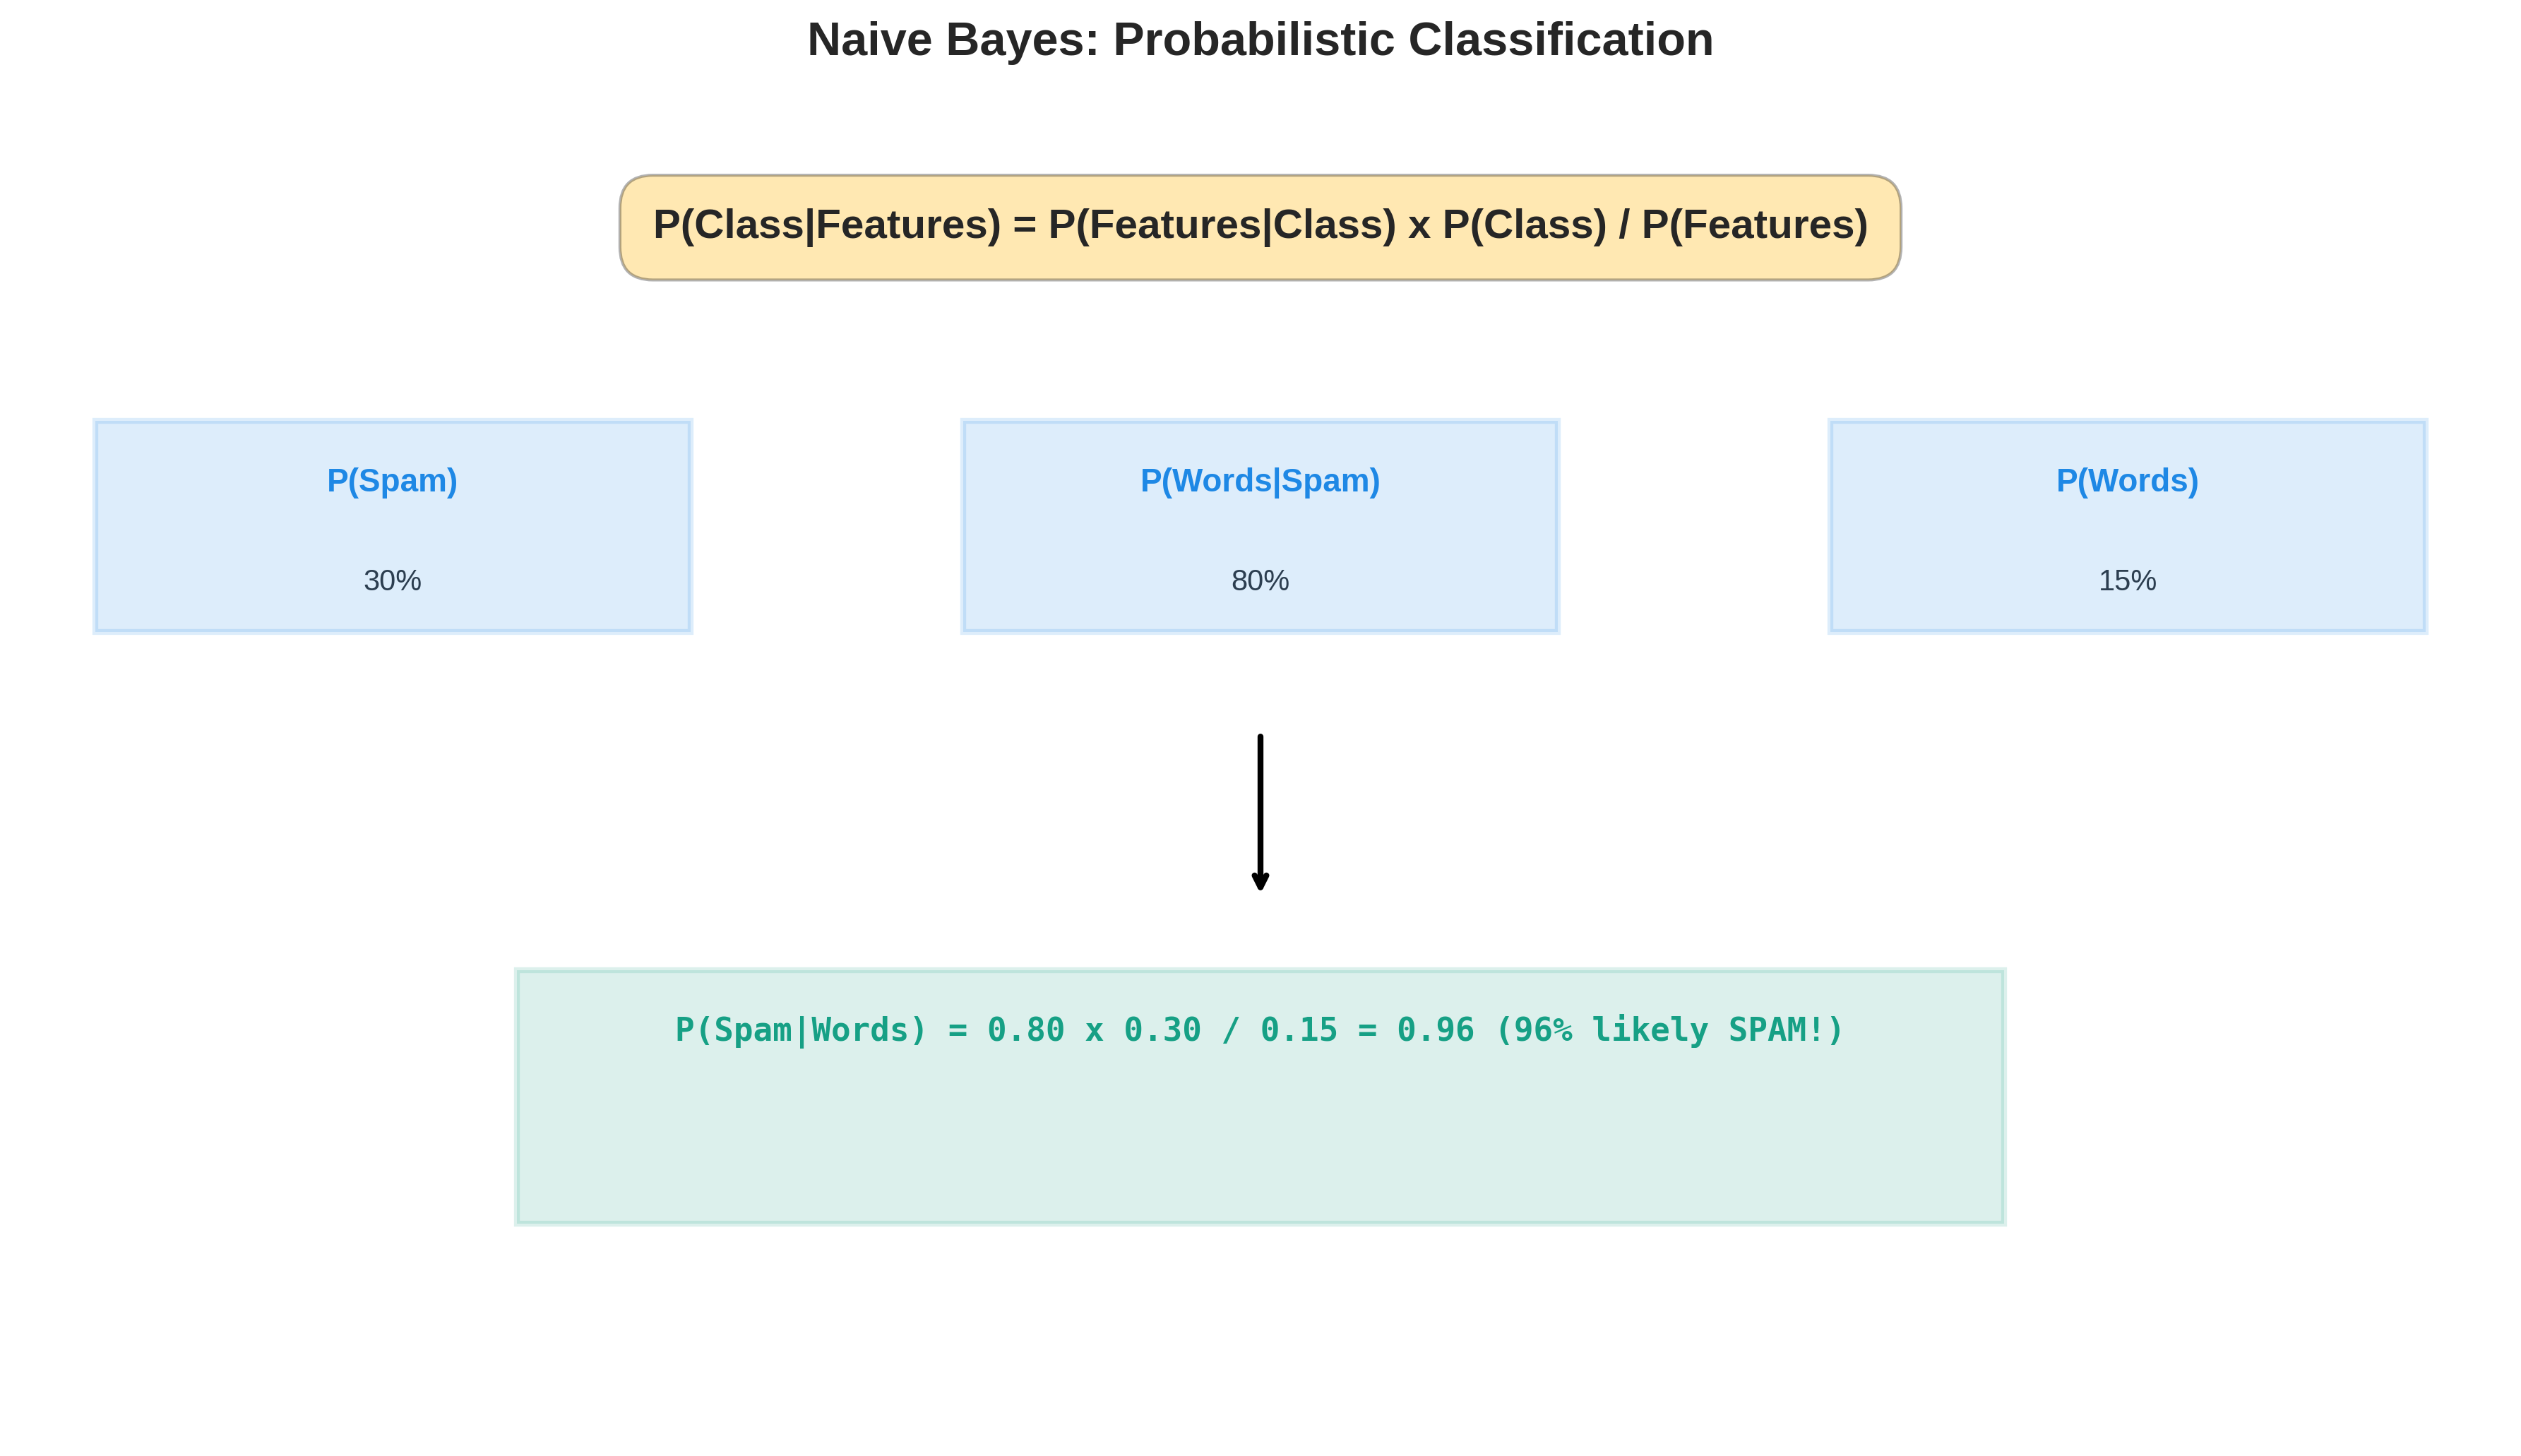 Naive Bayes: Probabilistic Classification
P(Class|Features) = P(Features|Class) x P(Class) / P(Features)
P(Spam)
30%
P(Words|Spam)
80%
P(Words)
15%
P(Spam|Words) = 0.80 x 0.30 / 0.15 = 0.96 (96% likely SPAM!)